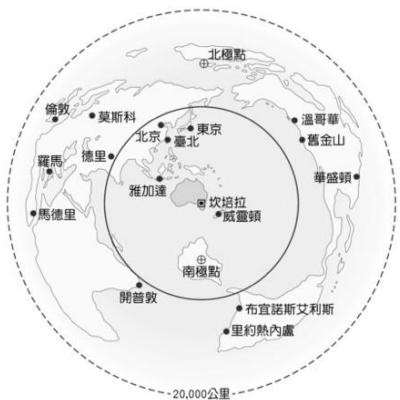 北極點
倫敦
莫斯科
溫哥華
北京
東京
舊金山
臺北
德里
羅馬
華盛頓
雅加達
坎培拉
馬德里
威靈頓
南極點
開普敦
布宜諾斯艾利斯
里約熱內盧
20,000公里